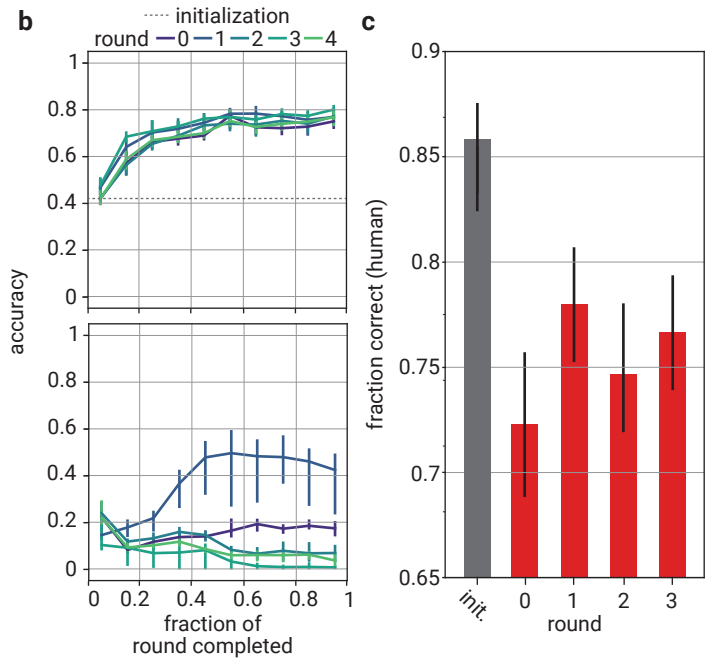 b
initialization
round 0 1 2 3 4
1
0.8
0.6
0.4
0.2
0
1
0.8
0.6
0.4
0.2
0
accuracy
0 0.2 0.4 0.6 0.8 1
fraction of
round completed
c
0.9
0.85
0.8
0.75
0.7
0.65
fraction correct (human)
init. 0 1 2 3
round